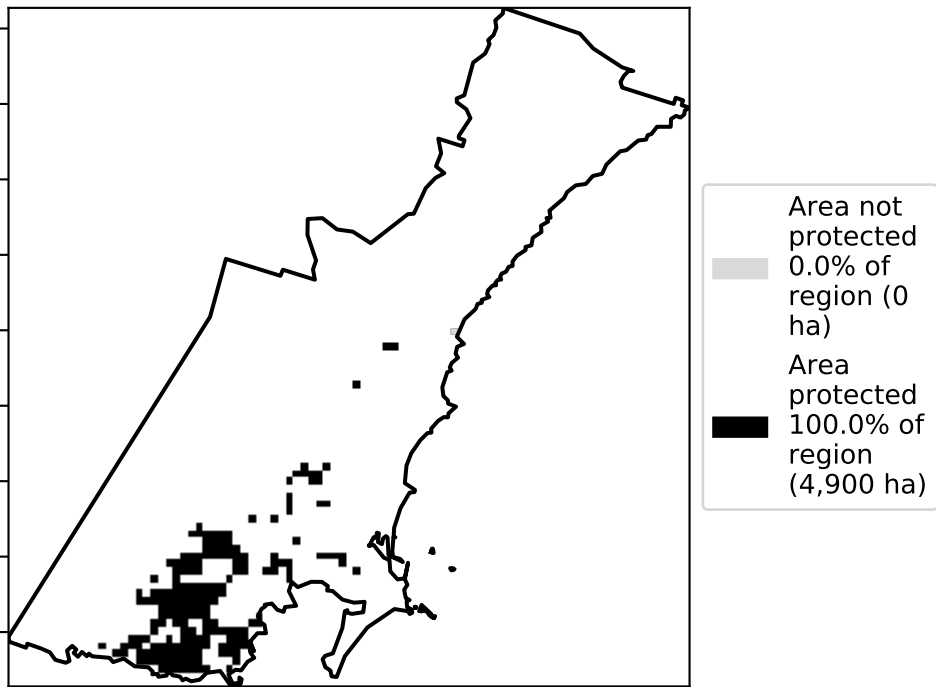 Area not
protected
0.0% of
region (0
ha)
Area
protected
100.0% of
region
(4,900 ha)